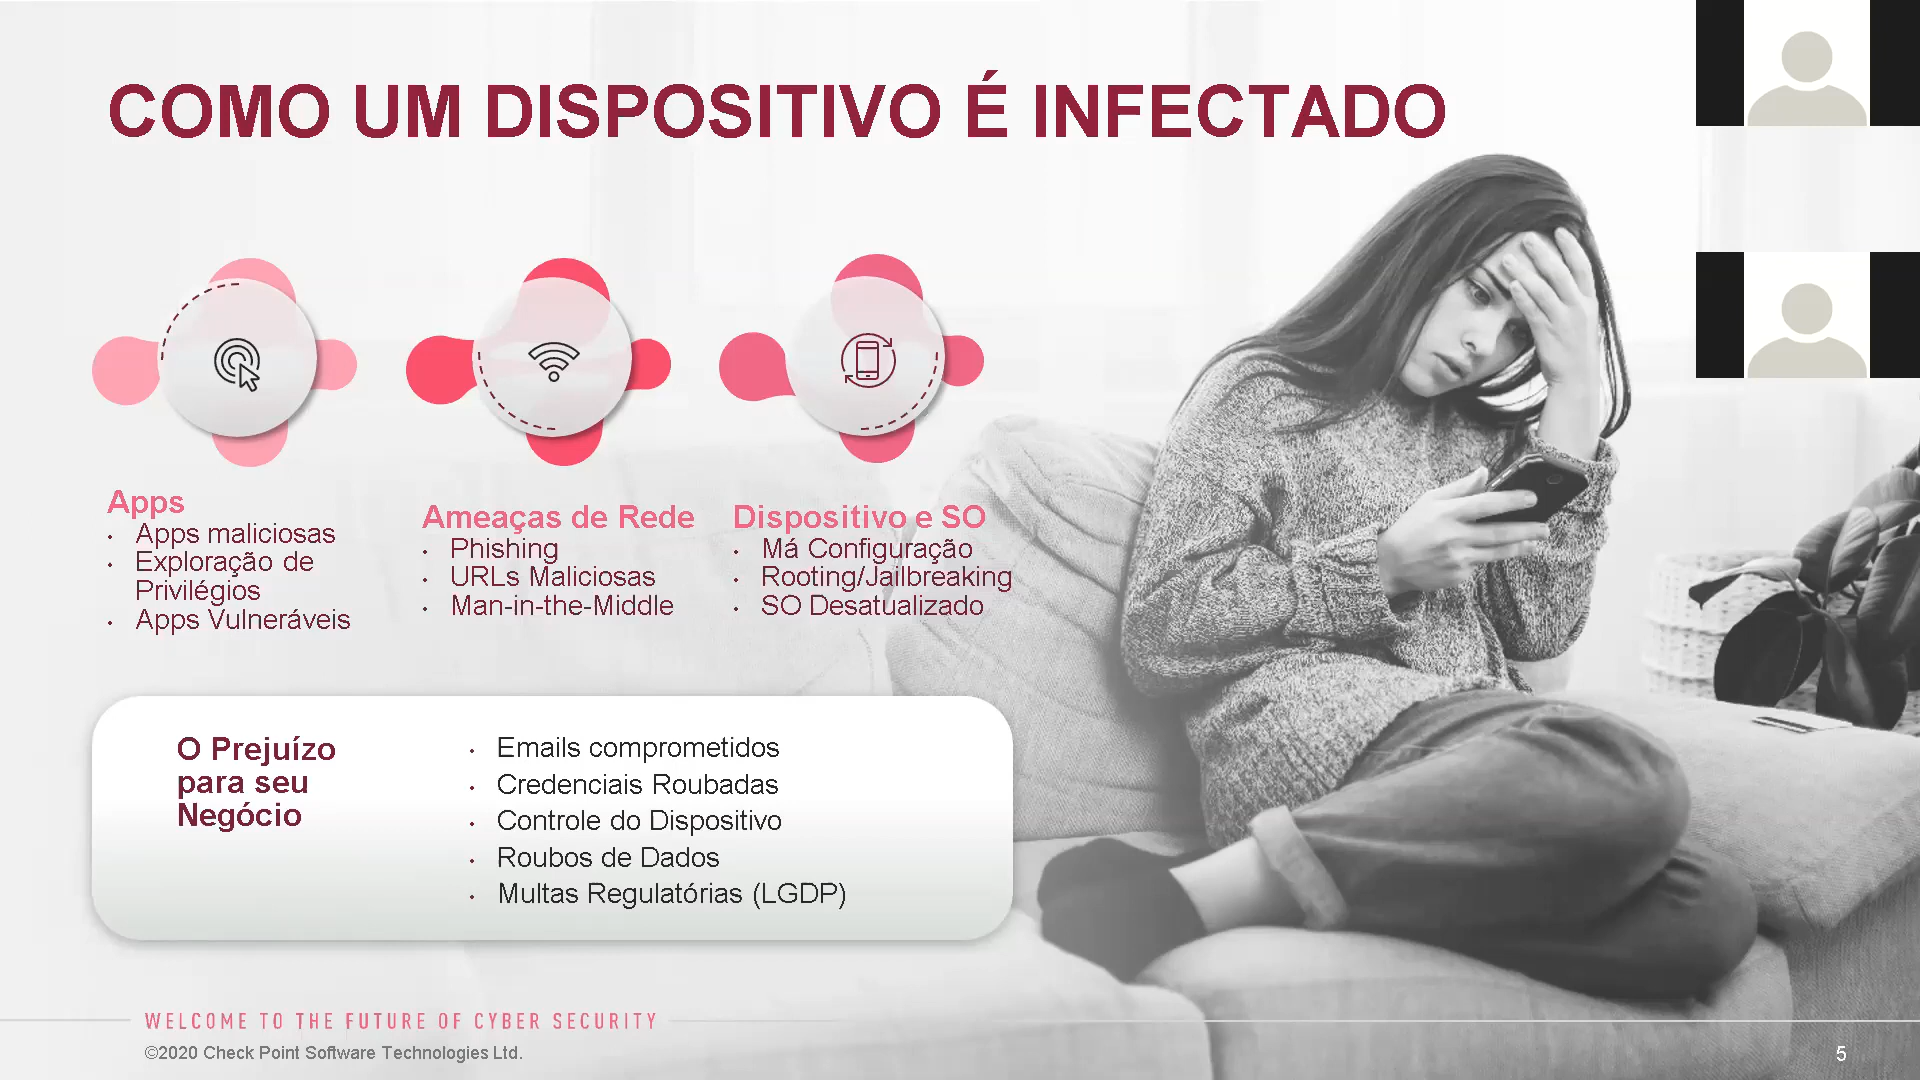 COMO UM DISPOSITIVO É INFECTADO
Apps
• Apps maliciosas
• Exploração de
Privilégios
• Apps Vulneráveis
Ameaças de Rede
• Phishing
• URLs Maliciosas
• Man-in-the-Middle
Dispositivo e SO
• Má Configuração
• Rooting/Jailbreaking
• SO Desatualizado
O Prejuízo
para seu
Negócio
• Emails comprometidos
• Credenciais Roubadas
• Controle do Dispositivo
• Roubos de Dados
• Multas Regulatórias (LGDP)
WELCOME TO THE FUTURE OF CYBER SECURITY
©2020 Check Point Software Technologies Ltd.
5